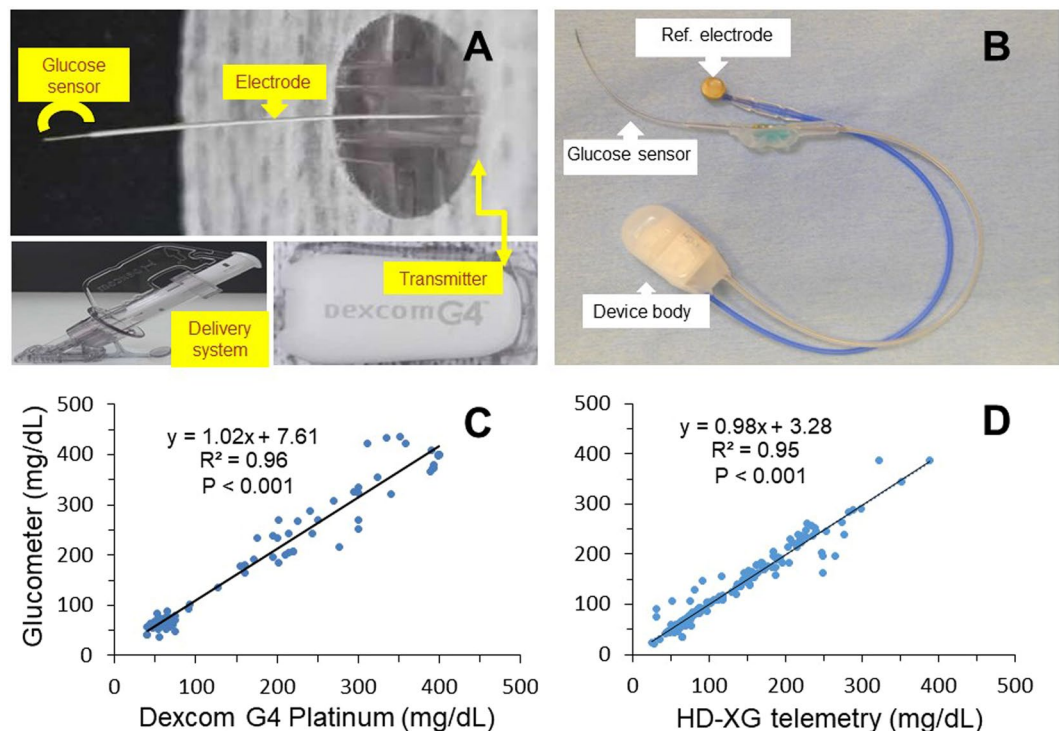 A
Glucose
sensor
Electrode
Delivery
system
Transmitter
Dexcom G4™
B
Ref. electrode
Glucose sensor
Device body
C
y = 1.02x + 7.61
R² = 0.96
P < 0.001
Glucometer (mg/dL)
500
400
300
200
100
0
0 100 200 300 400 500
Dexcom G4 Platinum (mg/dL)
D
y = 0.98x + 3.28
R² = 0.95
P < 0.001
500
400
300
200
100
0
0 100 200 300 400 500
HD-XG telemetry (mg/dL)